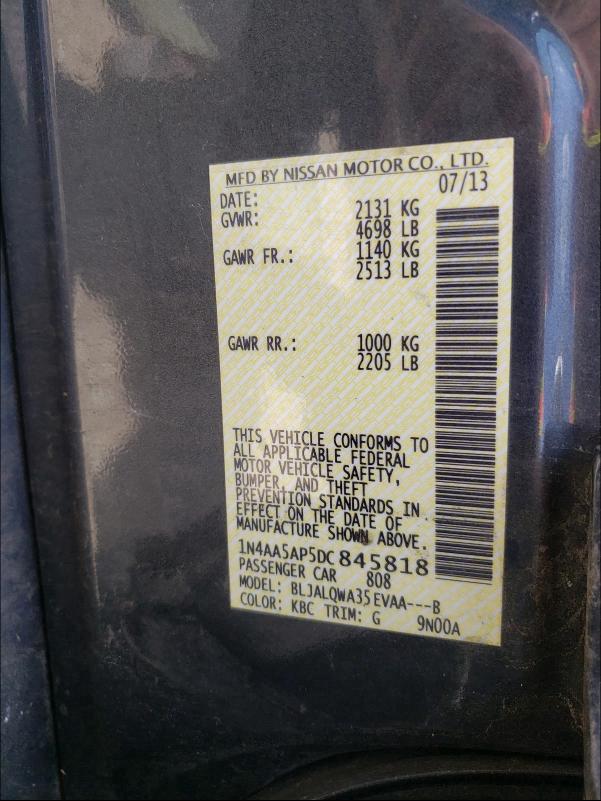 MFD BY NISSAN MOTOR CO., LTD.
DATE: 07/13
GVWR: 2131 KG
4698 LB
GAWR FR.: 1140 KG
2513 LB
GAWR RR.: 1000 KG
2205 LB
THIS VEHICLE CONFORMS TO
ALL APPLICABLE FEDERAL
MOTOR VEHICLE SAFETY,
BUMPER, AND THEFT
PREVENTION STANDARDS IN
EFFECT ON THE DATE OF
MANUFACTURE SHOWN ABOVE.
1N4AA5AP5DC845818
PASSENGER CAR 808
MODEL: BLJALQWA35EVAA---B
COLOR: KBC TRIM: G 9N00A